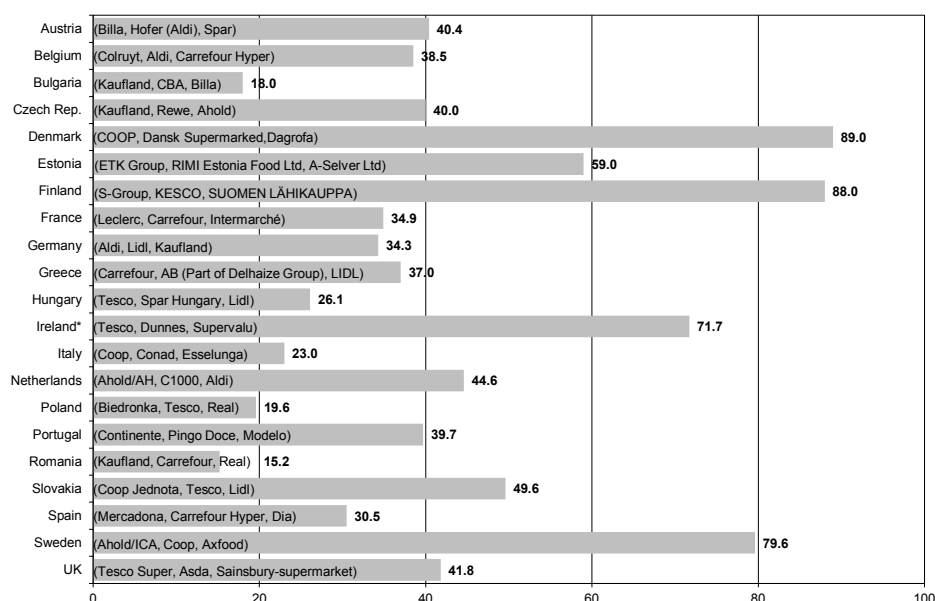 Austria (Billa, Hofer (Aldi), Spar) 40.4
Belgium (Colruyt, Aldi, Carrefour Hyper) 38.5
Bulgaria (Kaufland, CBA, Billa) 18.0
Czech Rep. (Kaufland, Rewe, Ahold) 40.0
Denmark (COOP, Dansk Supermarked,Dagrofa) 89.0
Estonia (ETK Group, RIMI Estonia Food Ltd, A-Selver Ltd) 59.0
Finland (S-Group, KESCO, SUOMEN LÄHIKAUPPA) 88.0
France (Leclerc, Carrefour, Intermarché) 34.9
Germany (Aldi, Lidl, Kaufland) 34.3
Greece (Carrefour, AB (Part of Delhaize Group), LIDL) 37.0
Hungary (Tesco, Spar Hungary, Lidl) 26.1
Ireland* (Tesco, Dunnes, Supervalu) 71.7
Italy (Coop, Conad, Esselunga) 23.0
Netherlands (Ahold/AH, C1000, Aldi) 44.6
Poland (Biedronka, Tesco, Real) 19.6
Portugal (Continente, Pingo Doce, Modelo) 39.7
Romania (Kaufland, Carrefour, Real) 15.2
Slovakia (Coop Jednota, Tesco, Lidl) 49.6
Spain (Mercadona, Carrefour Hyper, Dia) 30.5
Sweden (Ahold/ICA, Coop, Axfood) 79.6
UK (Tesco Super, Asda, Sainsbury-supermarket) 41.8
0 20 40 60 80 100